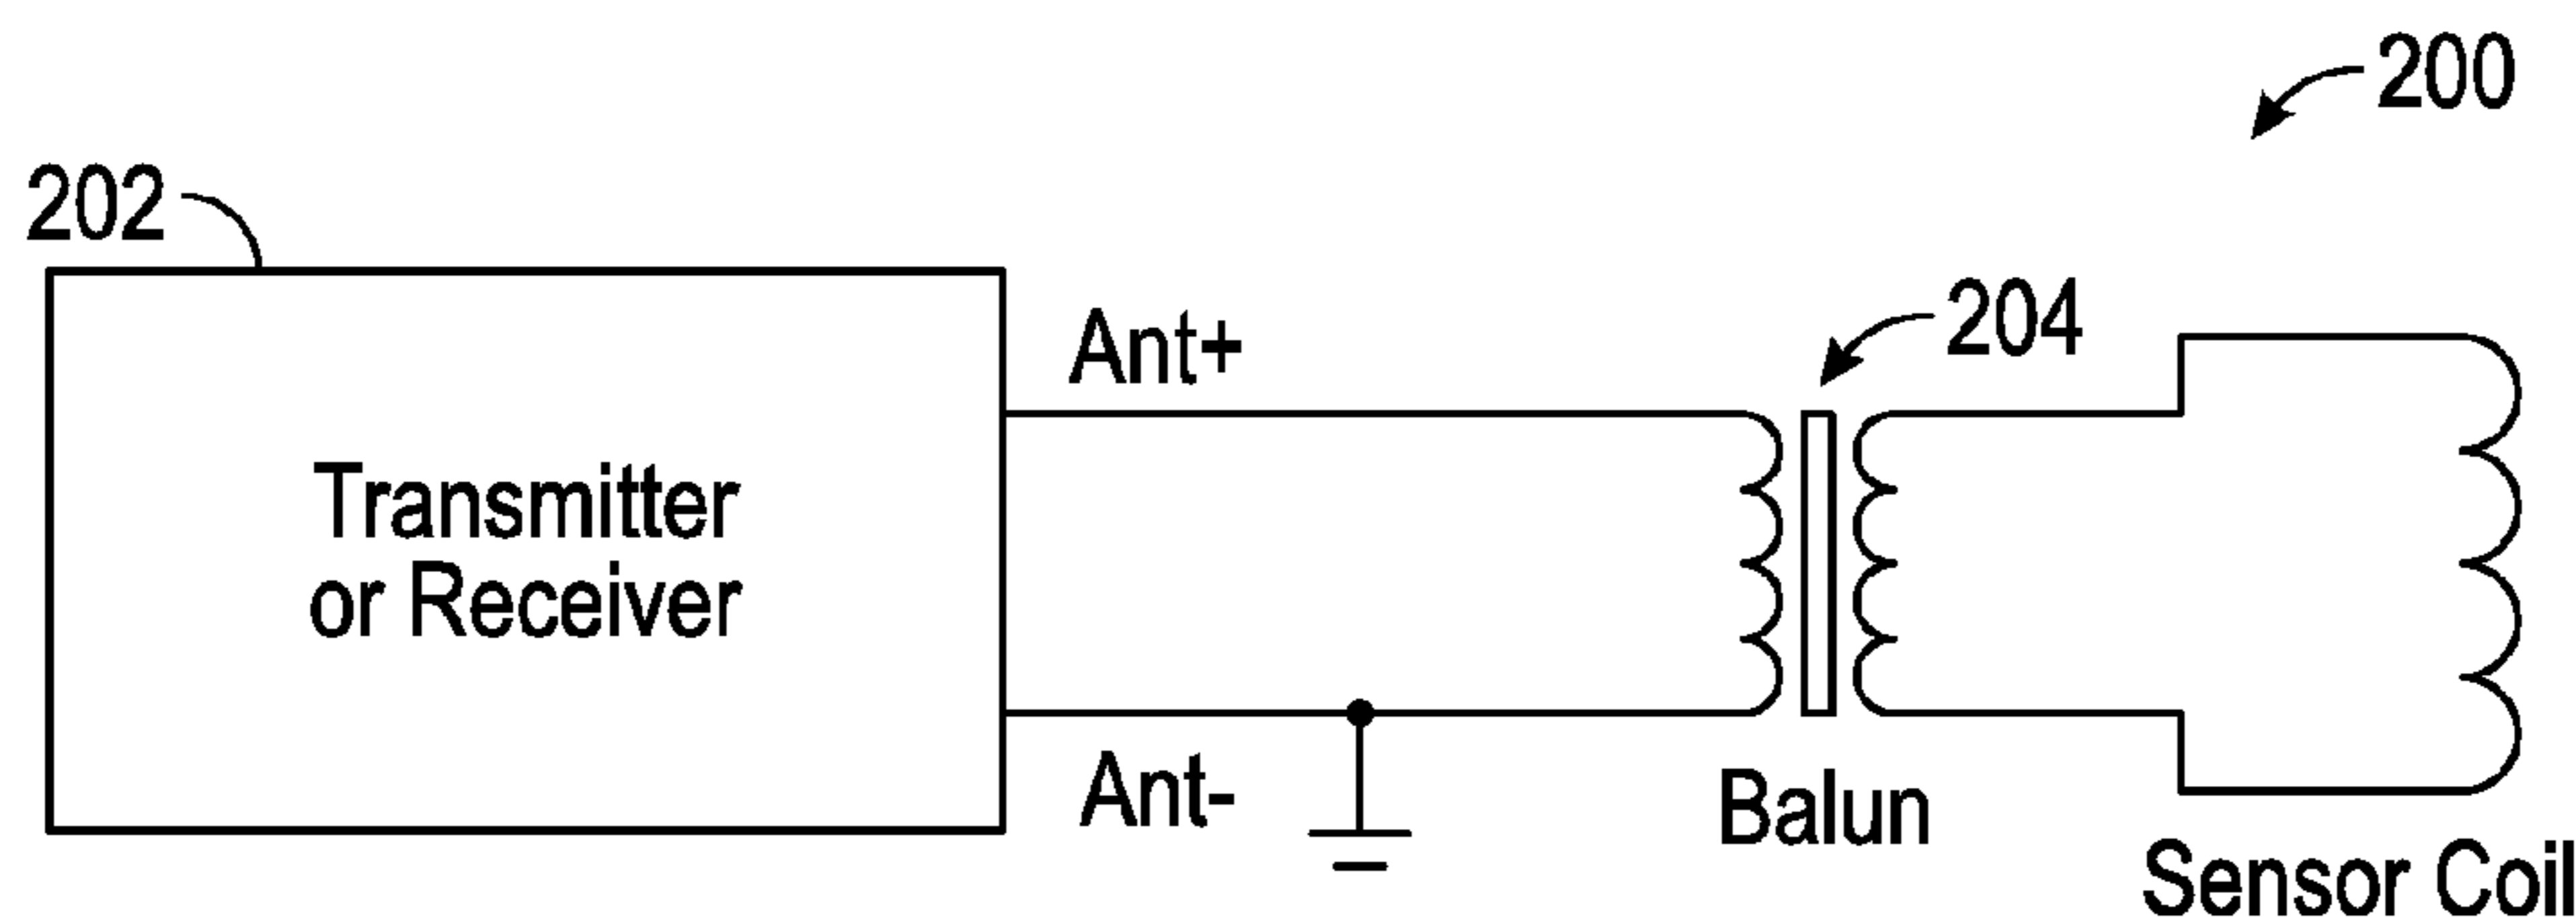 200
202
Ant+
204
Transmitter
or Receiver
Ant-
Balun
Sensor Coil